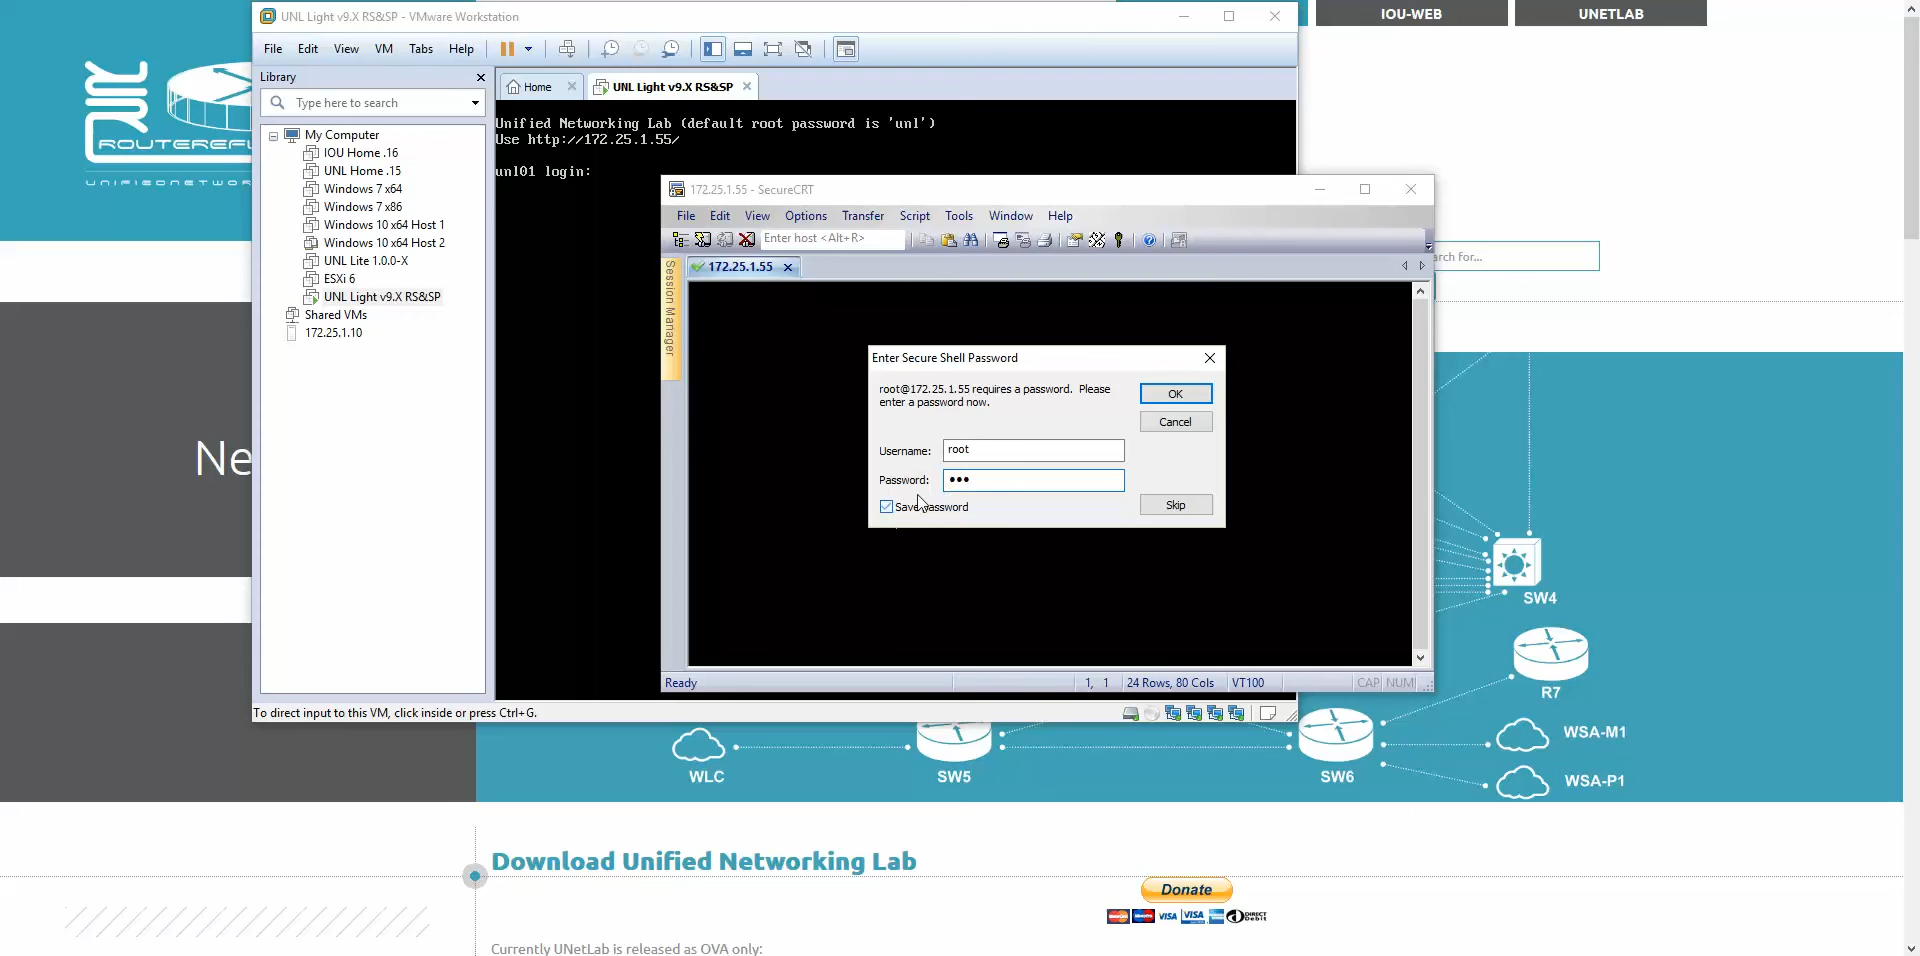 UNL Light v9.X RS&SP - VMware Workstation
IOU-WEB
UNETLAB
File Edit View VM Tabs Help
Library
Type here to search
My Computer
IOU Home .16
UNL Home .15
Windows 7 x64
Windows 7 x86
Windows 10 x64 Host 1
Windows 10 x64 Host 2
UNL Lite 1.0.0-X
ESXi 6
UNL Light v9.X RS&SP
Shared VMs
172.25.1.10
Home
UNL Light v9.X RS&SP
Unified Networking Lab (default root password is 'unl')
Use http://172.25.1.55/
unl01 login:
172.25.1.55 - SecureCRT
File Edit View Options Transfer Script Tools Window Help
Enter host <Alt+R>
172.25.1.55
Session Manager
Enter Secure Shell Password
root@172.25.1.55 requires a password. Please
enter a password now.
OK
Cancel
Username: root
Password: •••
Save password
Skip
Ready
1, 1
24 Rows, 80 Cols
VT100
CAP NUM
To direct input to this VM, click inside or press Ctrl+G.
for...
Ne
SW4
R7
WSA-M1
WSA-P1
WLC
SW5
SW6
Download Unified Networking Lab
Donate
VISA
VISA
DIRECT
Debit
Currently UNetLab is released as OVA only: